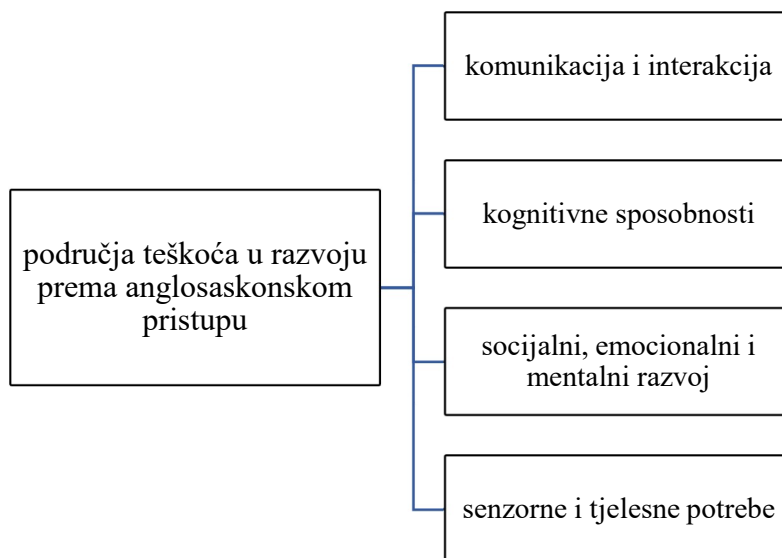 komunikacija i interakcija
kognitivne sposobnosti
područja teškoća u razvoju
prema anglosaskonskom
pristupu
socijalni, emocionalni i
mentalni razvoj
senzorne i tjelesne potrebe